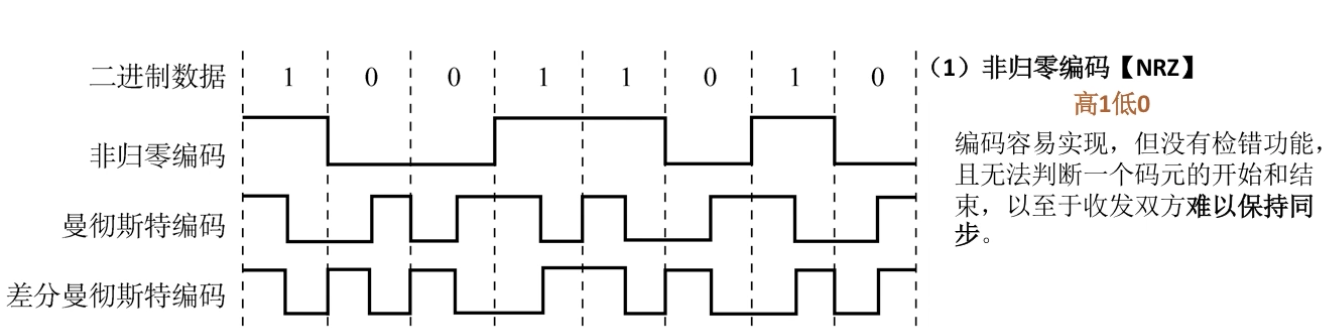 二进制数据 1 0 0 1 1 0 1 0
非归零编码
曼彻斯特编码
差分曼彻斯特编码
（1）非归零编码【NRZ】
高1低0
编码容易实现，但没有检错功能，
且无法判断一个码元的开始和结
束，以至于收发双方难以保持同
步。